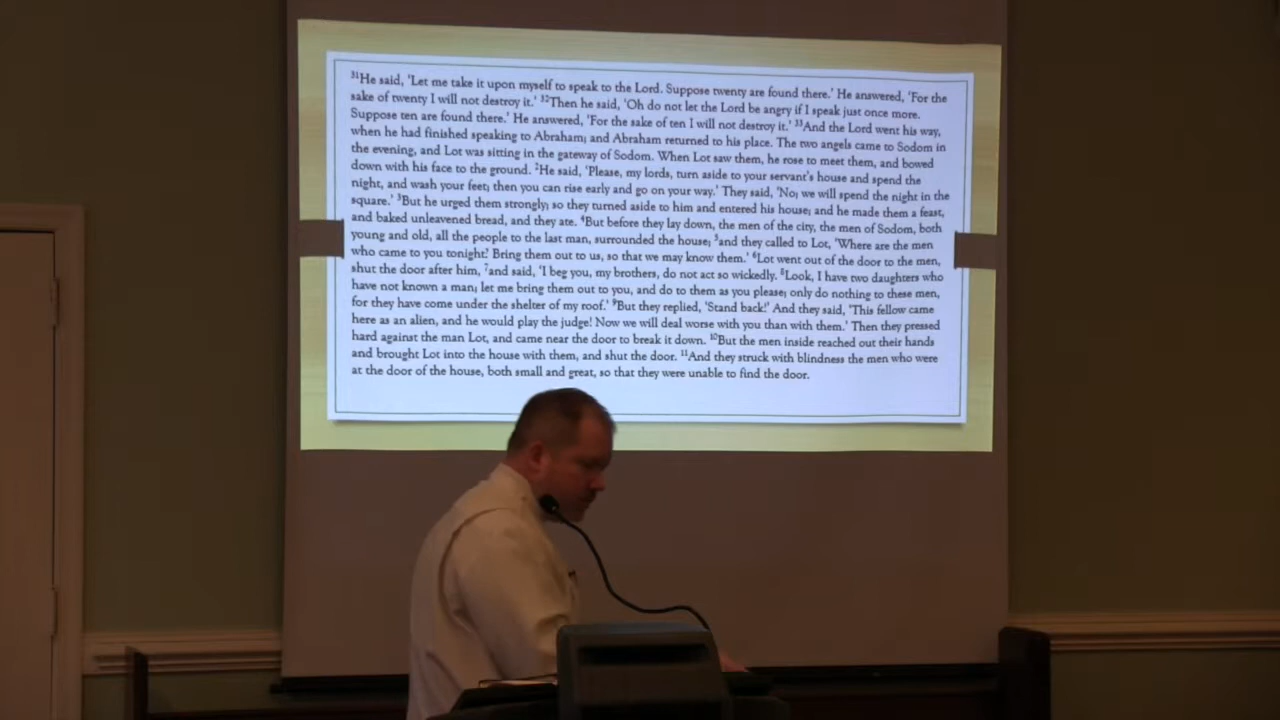 ³¹He said, 'Let me take it upon myself to speak to the Lord. Suppose twenty are found there.' He answered, 'For the
sake of twenty I will not destroy it.' ³²Then he said, 'Oh do not let the Lord be angry if I speak just once more.
Suppose ten are found there.' He answered, 'For the sake of ten I will not destroy it.' ³³And the Lord went his way,
when he had finished speaking to Abraham; and Abraham returned to his place. The two angels came to Sodom in
the evening, and Lot was sitting in the gateway of Sodom. When Lot saw them, he rose to meet them, and bowed
down with his face to the ground. ²He said, 'Please, my lords, turn aside to your servant's house and spend the
night, and wash your feet; then you can rise early and go on your way.' They said, 'No; we will spend the night in the
square.' ³But he urged them strongly; so they turned aside to him and entered his house; and he made them a feast,
and baked unleavened bread, and they ate. ⁴But before they lay down, the men of the city, the men of Sodom, both
young and old, all the people to the last man, surrounded the house; ⁵and they called to Lot, 'Where are the men
who came to you tonight? Bring them out to us, so that we may know them.' ⁶Lot went out of the door to the men,
shut the door after him, ⁷and said, 'I beg you, my brothers, do not act so wickedly. ⁸Look, I have two daughters who
have not known a man; let me bring them out to you, and do to them as you please; only do nothing to these men,
for they have come under the shelter of my roof.' ⁹But they replied, 'Stand back!' And they said, 'This fellow came
here as an alien, and he would play the judge! Now we will deal worse with you than with them.' Then they pressed
hard against the man Lot, and came near the door to break it down. ¹⁰But the men inside reached out their hands
and brought Lot into the house with them, and shut the door. ¹¹And they struck with blindness the men who were
at the door of the house, both small and great, so that they were unable to find the door.